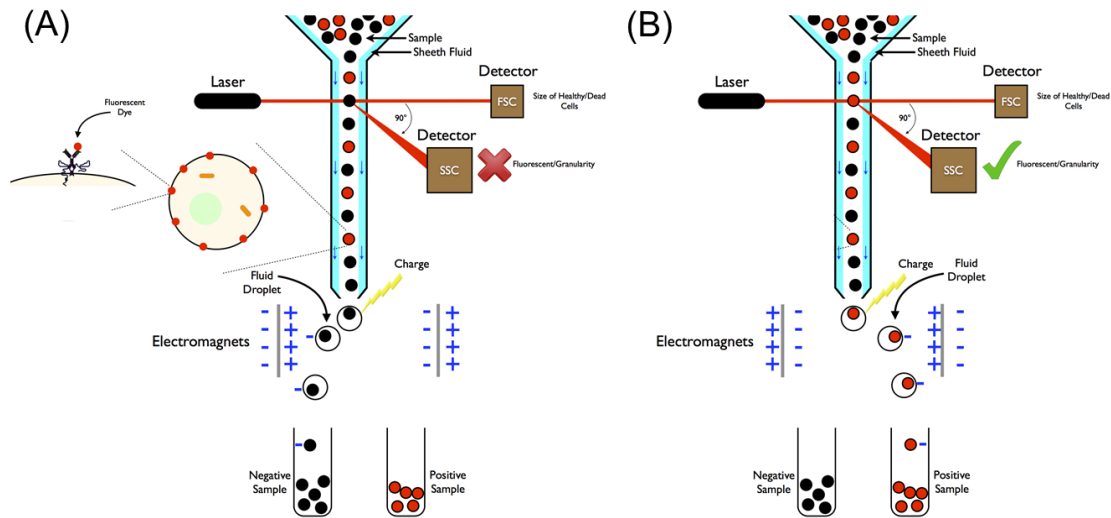 (A)
Sample
Sheeth Fluid
Laser
Detector
FSC
Size of Healthy/Dead
Cells
90°
Detector
SSC
Fluorescent/Granularity
Fluorescent
Dye
Charge
Fluid
Droplet
Electromagnets
- + - +
- + - +
- + - +
- + - +
-
-
-
Negative
Sample
Positive
Sample
(B)
Sample
Sheeth Fluid
Laser
Detector
FSC
Size of Healthy/Dead
Cells
90°
Detector
SSC
Fluorescent/Granularity
Charge
Fluid
Droplet
Electromagnets
+ - + -
+ - + -
+ - + -
+ - + -
-
-
-
Negative
Sample
Positive
Sample